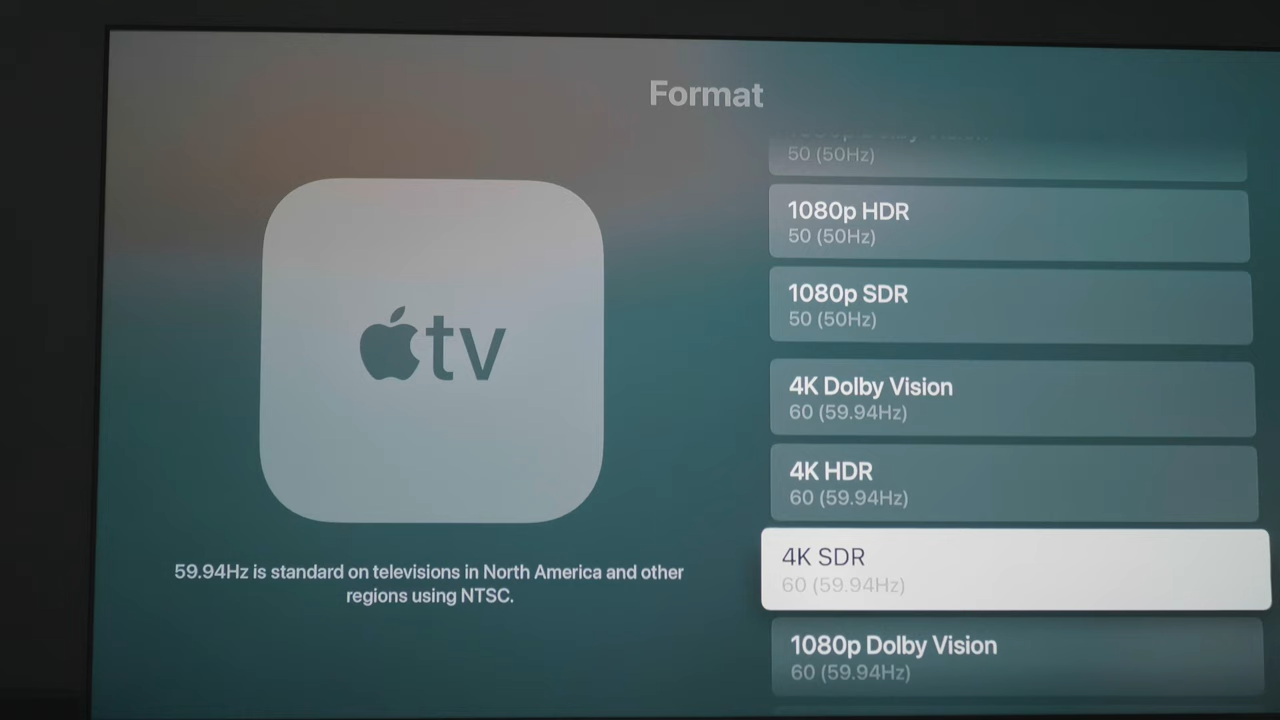 Format
50 (50Hz)
1080p HDR
50 (50Hz)
1080p SDR
50 (50Hz)
4K Dolby Vision
60 (59.94Hz)
4K HDR
60 (59.94Hz)
4K SDR
60 (59.94Hz)
1080p Dolby Vision
60 (59.94Hz)
tv
59.94Hz is standard on televisions in North America and other
regions using NTSC.